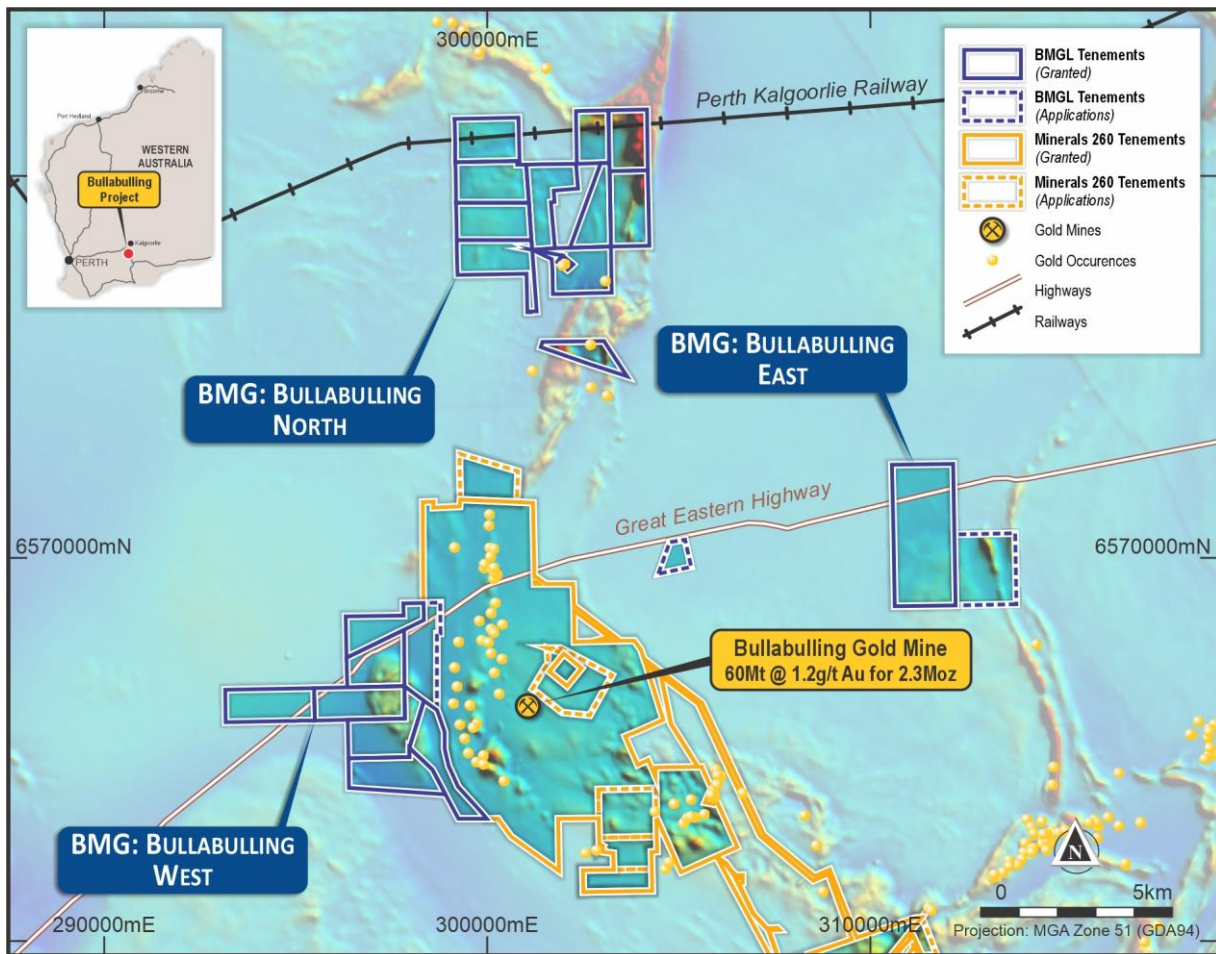 300000mE
Broome
Port Hedland
WESTERN
AUSTRALIA
Bullabulling
Project
Kalgoorlie
PERTH
Perth Kalgoorlie Railway
BMGL Tenements
(Granted)
BMGL Tenements
(Applications)
Minerals 260 Tenements
(Granted)
Minerals 260 Tenements
(Applications)
Gold Mines
Gold Occurences
Highways
Railways
BMG: BULLABULLING
NORTH
BMG: BULLABULLING
EAST
Great Eastern Highway
6570000mN
6570000mN
Bullabulling Gold Mine
60Mt @ 1.2g/t Au for 2.3Moz
BMG: BULLABULLING
WEST
N
0 5km
290000mE
300000mE
310000mE
Projection: MGA Zone 51 (GDA94)